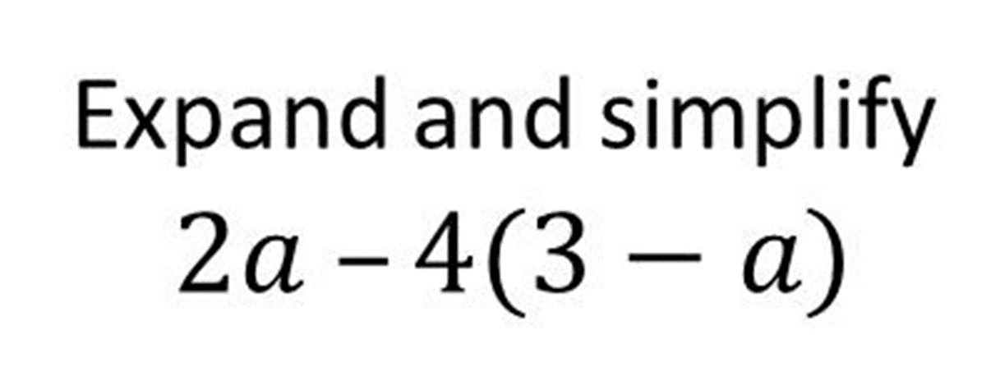 Expand and simplify
2a – 4(3 − a)